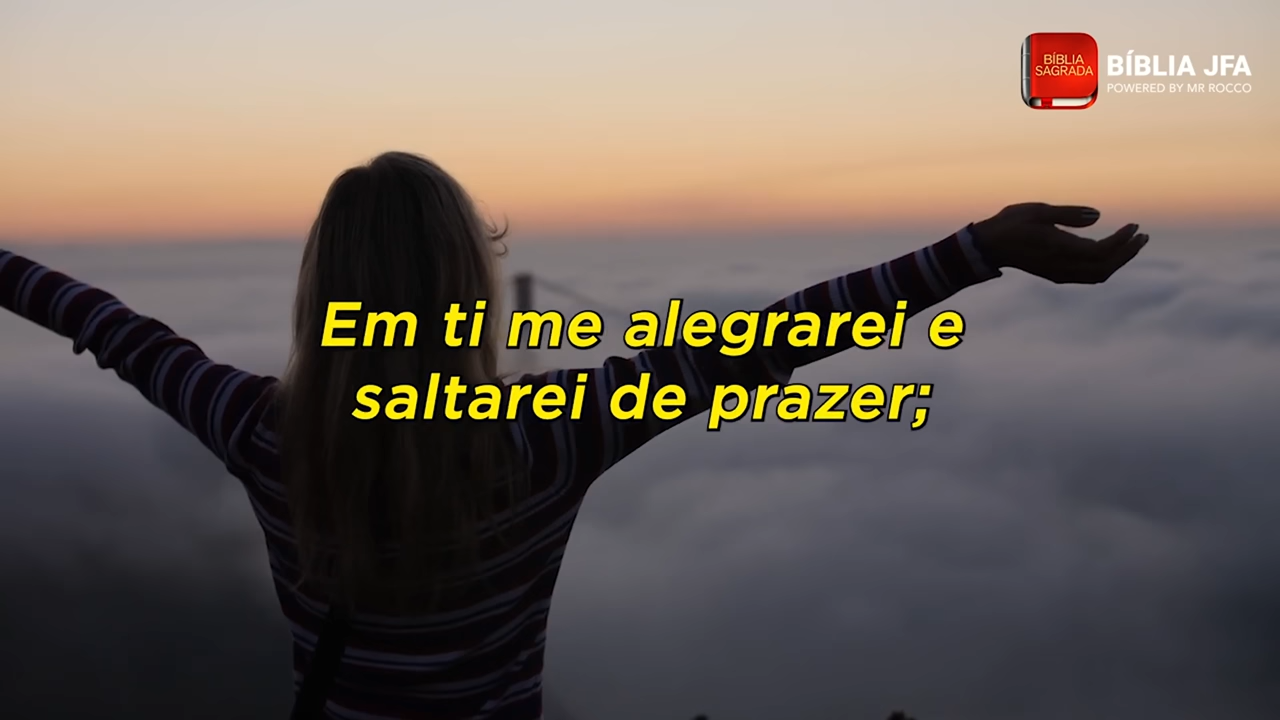 BÍBLIA
SAGRADA
BÍBLIA JFA
POWERED BY MR ROCCO
Em ti me alegrarei e
saltarei de prazer;